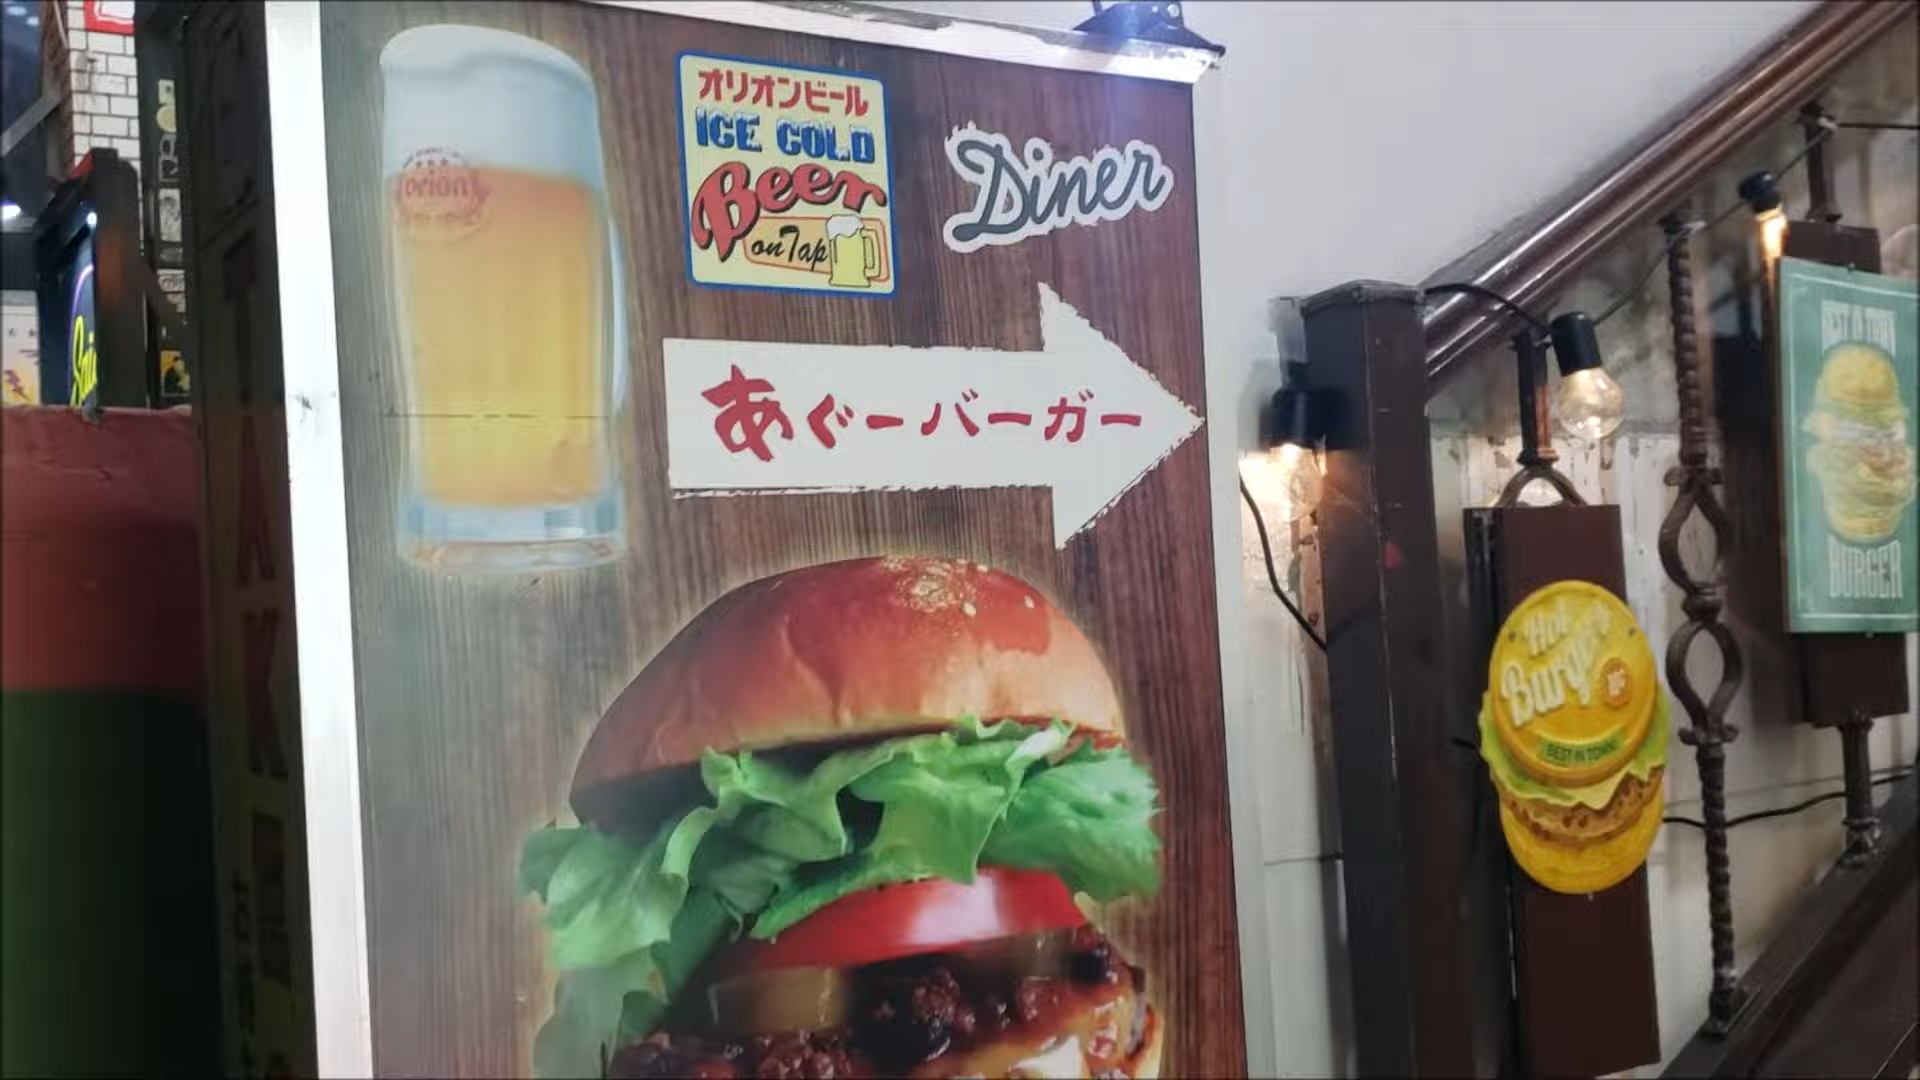 オリオンビール
ICE COLD
Beer
on Tap
Diner
orion
あぐーバーガー
Hot
Burger
BEST IN TOWN
BEST IN TOWN
BURGER